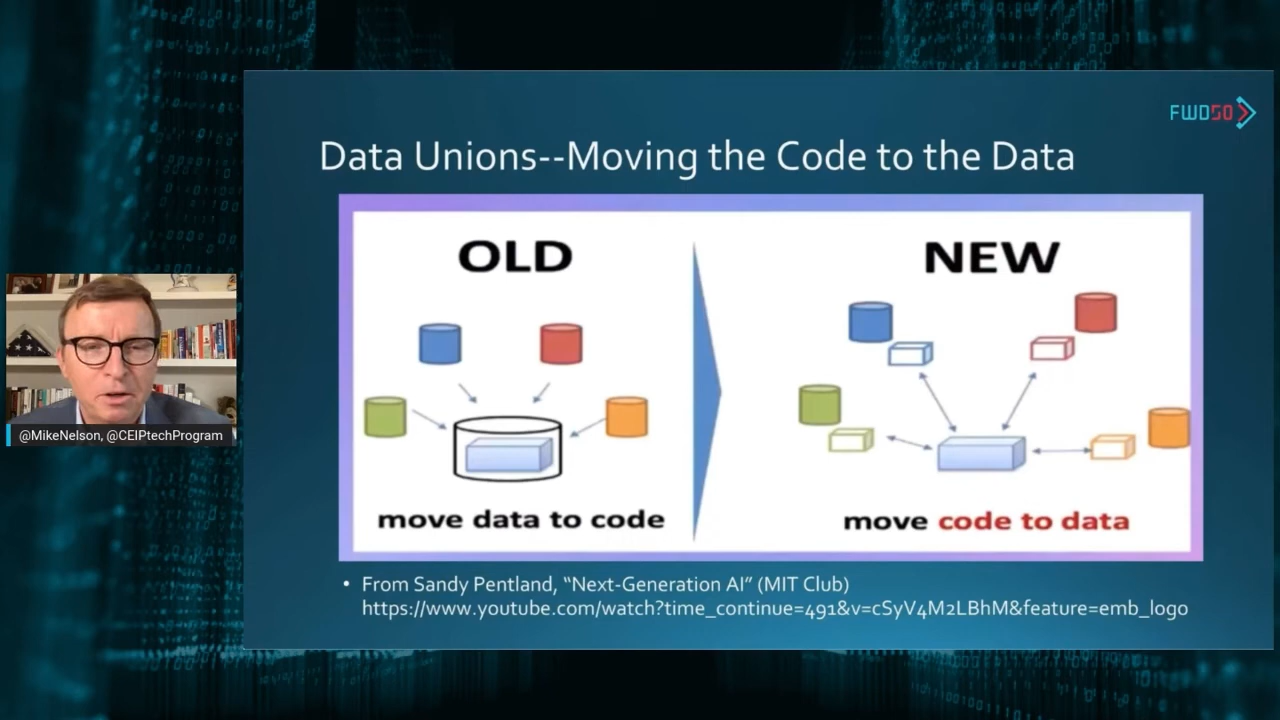 FWD50
Data Unions--Moving the Code to the Data
OLD
NEW
move data to code
move code to data
• From Sandy Pentland, “Next-Generation AI” (MIT Club)
https://www.youtube.com/watch?time_continue=491&v=cSyV4M2LBhM&feature=emb_logo
@MikeNelson, @CEIPtechProgram